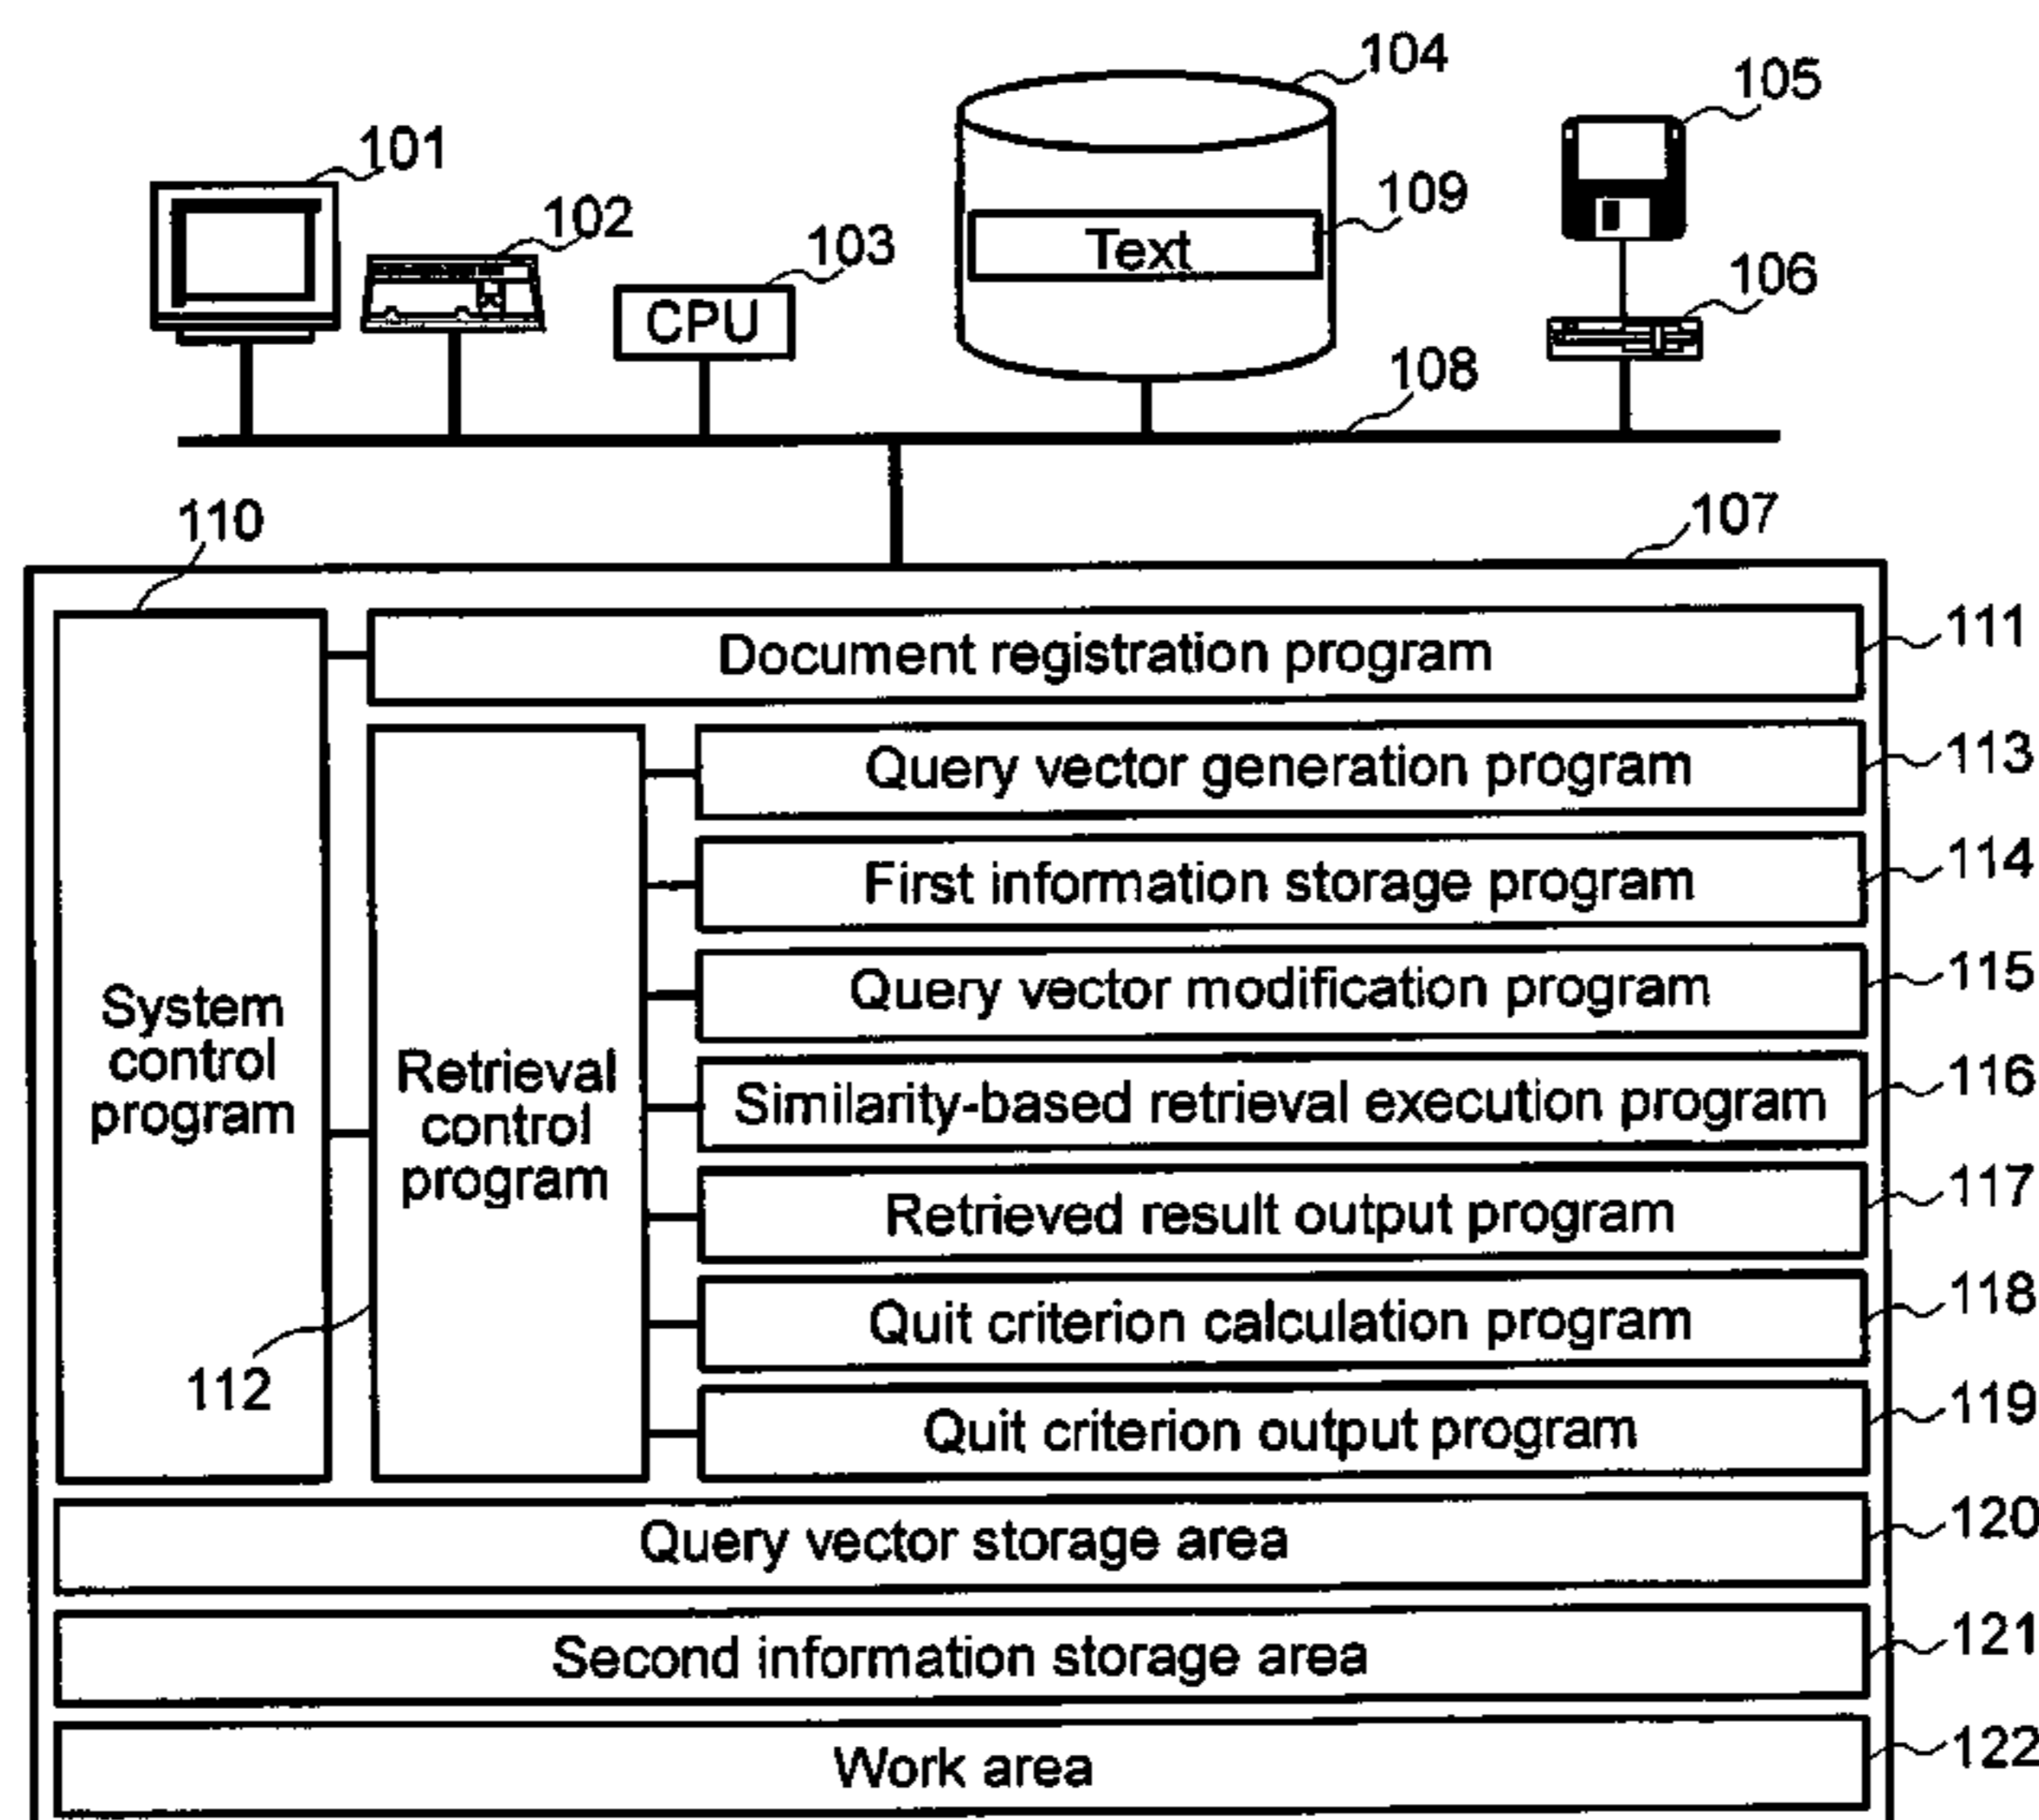 104
105
101
109
102
103
Text
106
CPU
108
110
107
Document registration program
111
Query vector generation program
113
First information storage program
114
Query vector modification program
115
System
control
program
Retrieval
control
program
Similarity-based retrieval execution program
116
Retrieved result output program
117
Quit criterion calculation program
118
112
Quit criterion output program
119
Query vector storage area
120
Second information storage area
121
Work area
122